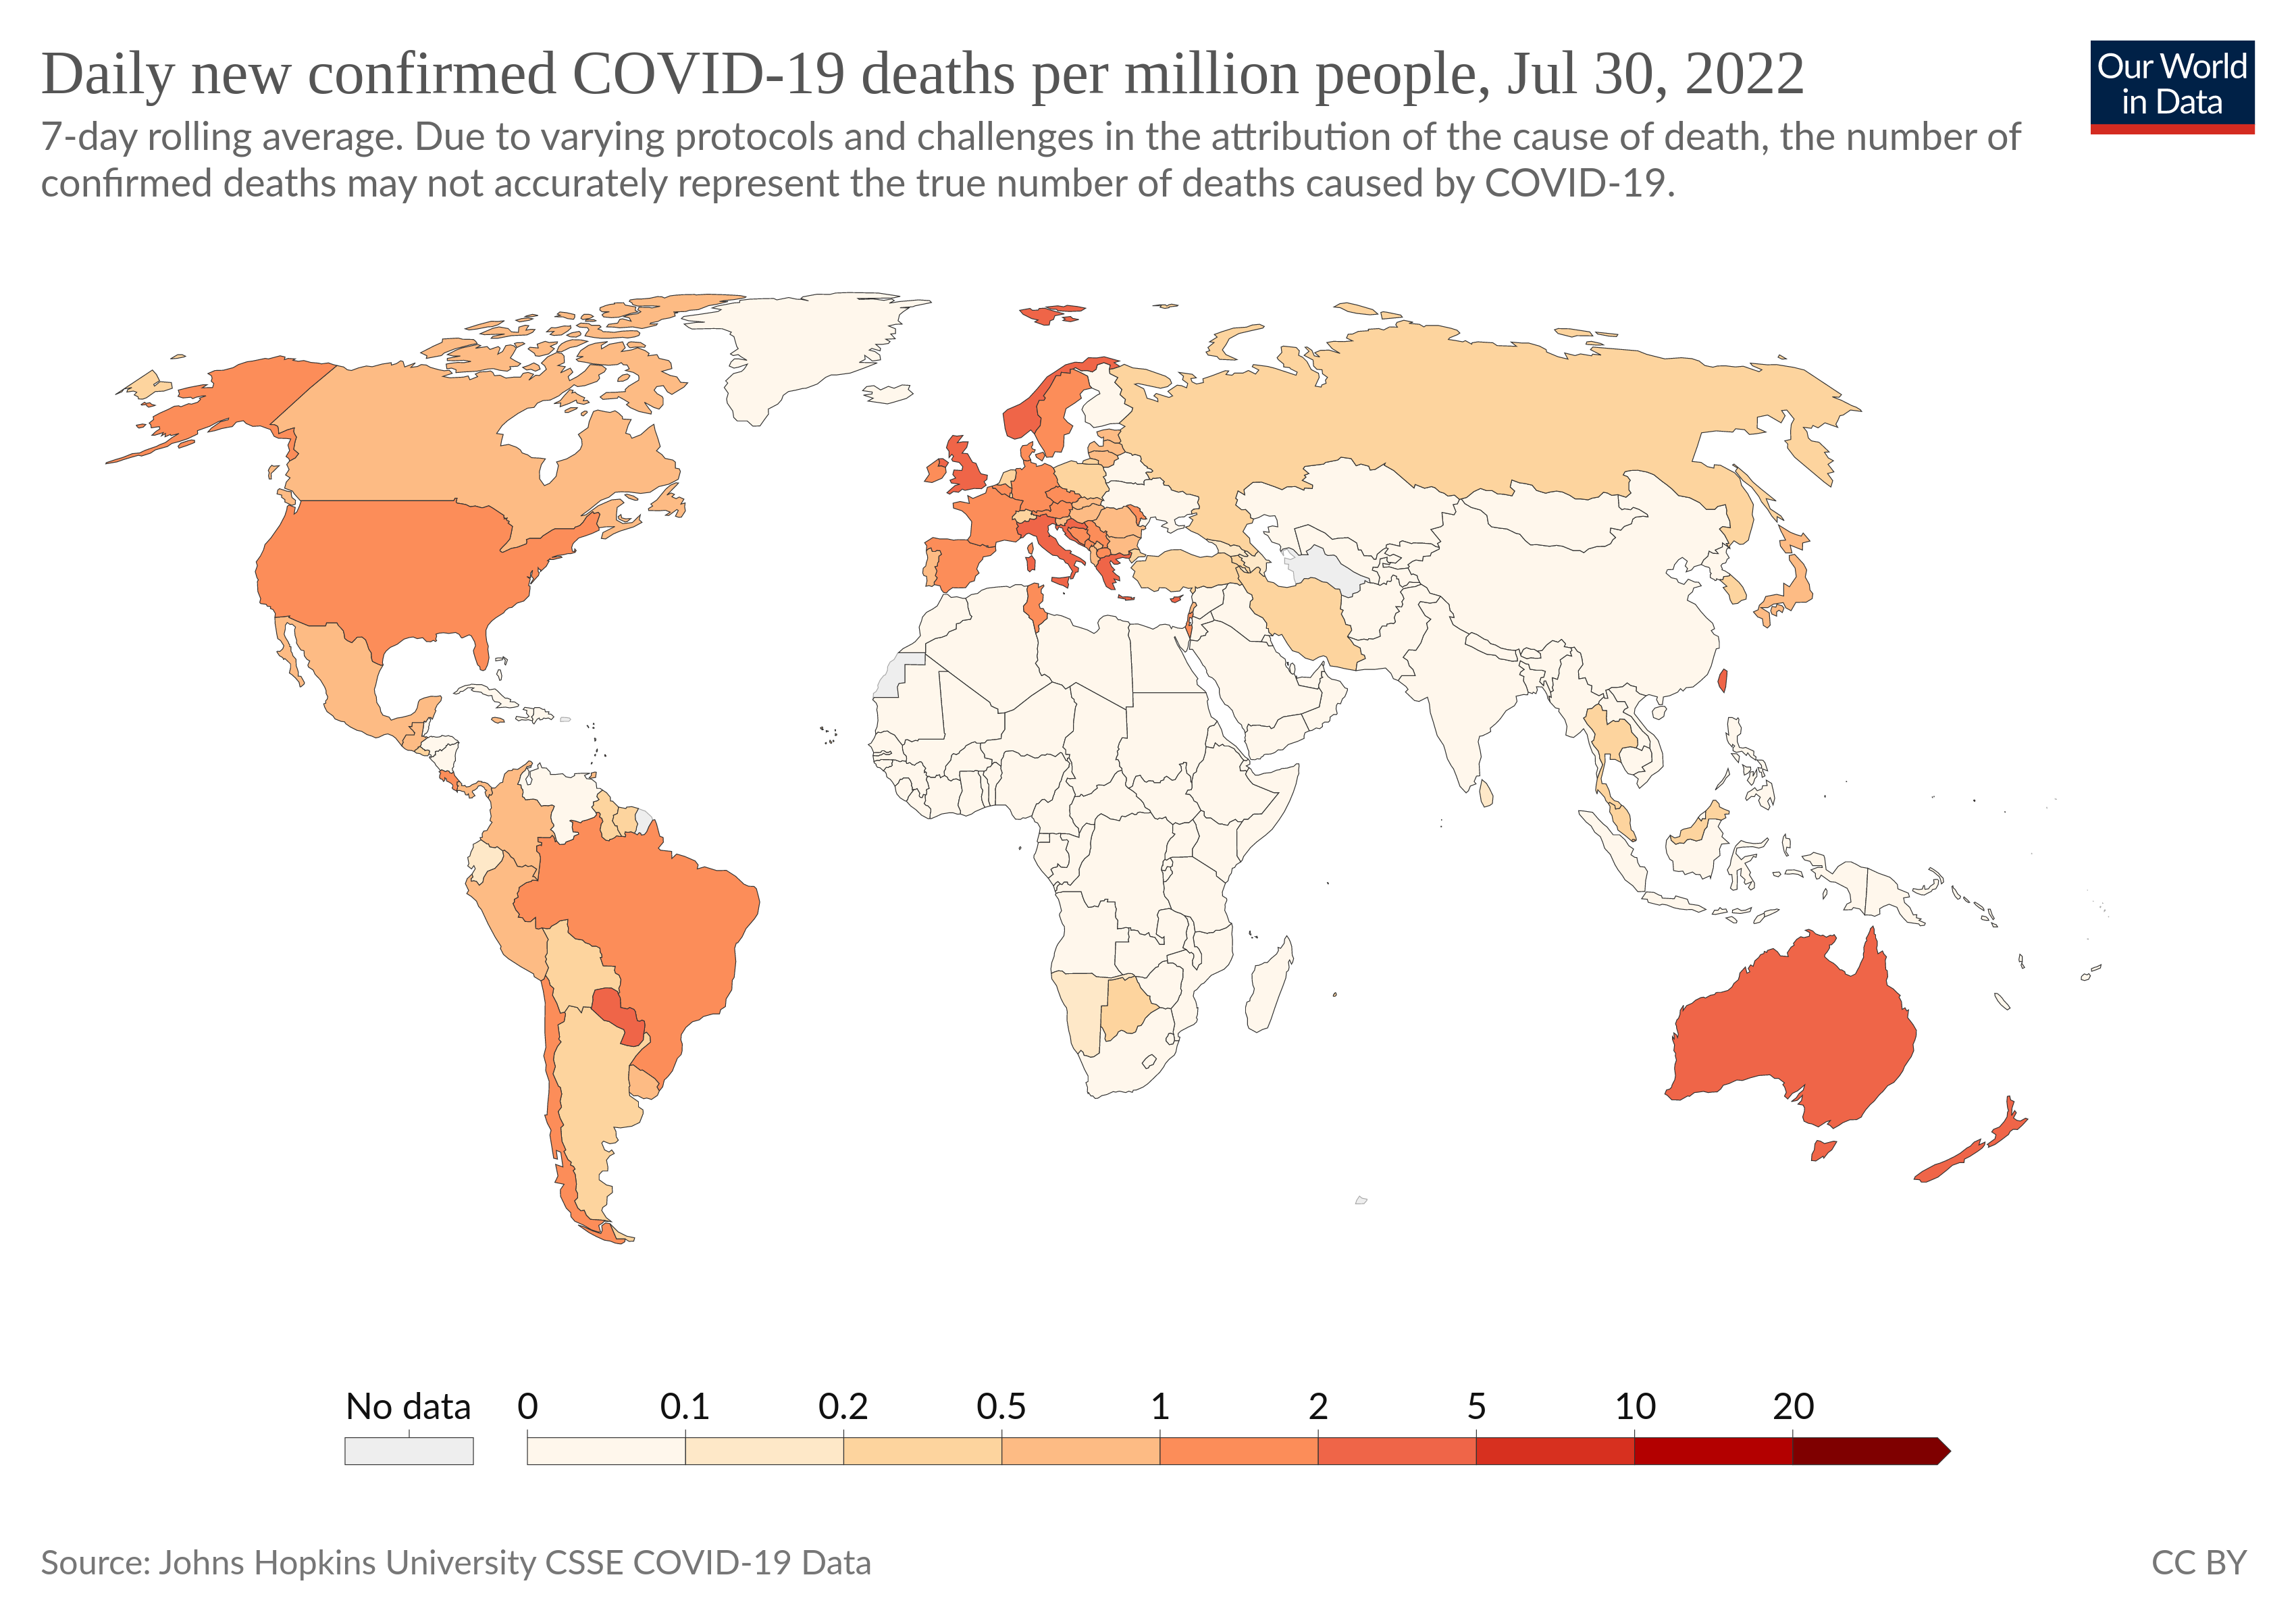 Daily new confirmed COVID-19 deaths per million people, Jul 30, 2022
Our World
in Data
7-day rolling average. Due to varying protocols and challenges in the attribution of the cause of death, the number of
confirmed deaths may not accurately represent the true number of deaths caused by COVID-19.
No data 0 0.1 0.2 0.5 1 2 5 10 20
Source: Johns Hopkins University CSSE COVID-19 Data
CC BY